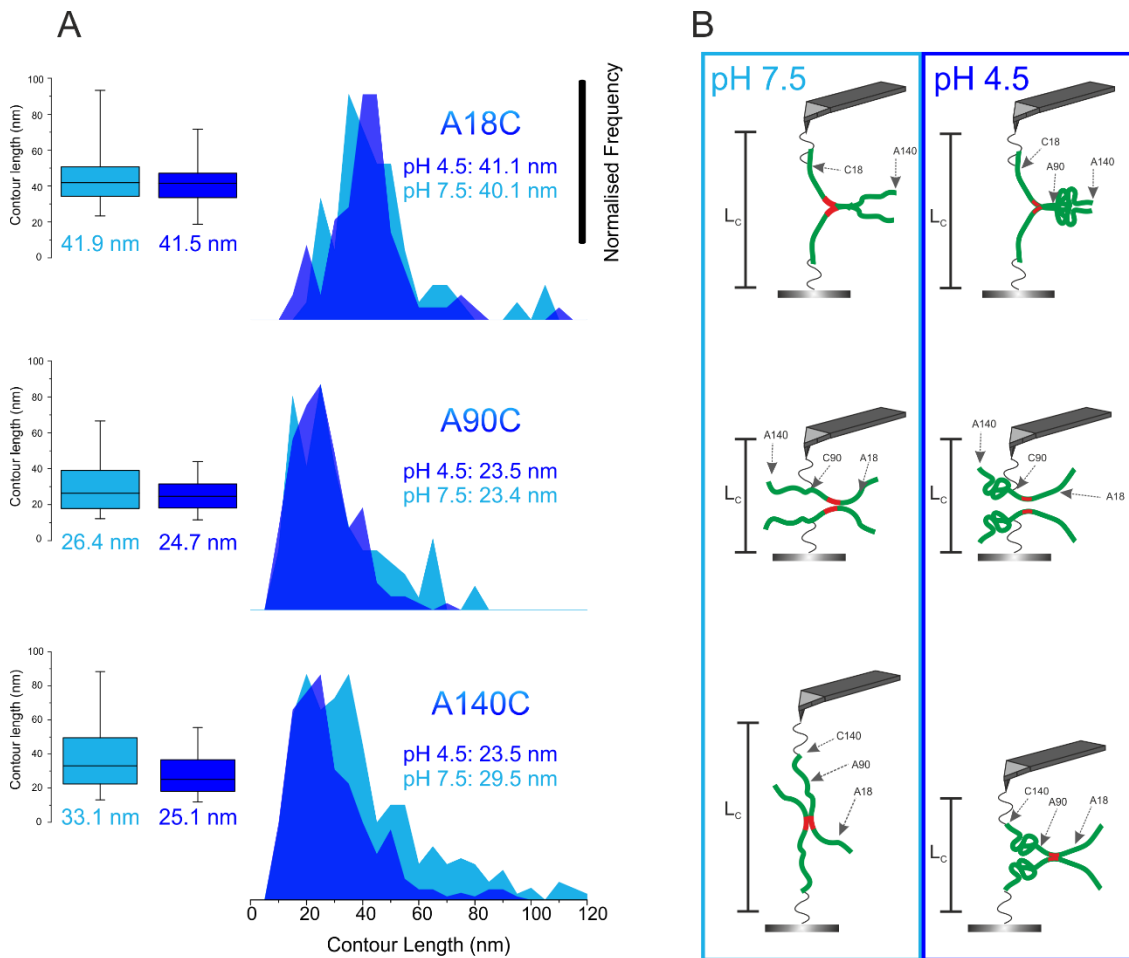 A
100
80
60
40
20
0
Contour length (nm)
41.9 nm
41.5 nm
A18C
pH 4.5: 41.1 nm
pH 7.5: 40.1 nm
Normalised Frequency
100
80
60
40
20
0
Contour length (nm)
26.4 nm
24.7 nm
A90C
pH 4.5: 23.5 nm
pH 7.5: 23.4 nm
100
80
60
40
20
0
Contour length (nm)
33.1 nm
25.1 nm
A140C
pH 4.5: 23.5 nm
pH 7.5: 29.5 nm
0 20 40 60 80 100 120
Contour Length (nm)
B
pH 7.5
LC
C18
A140
pH 4.5
LC
C18
A90
A140
LC
A140
C90
A18
LC
A140
C90
A18
LC
C140
A90
A18
LC
C140
A90
A18